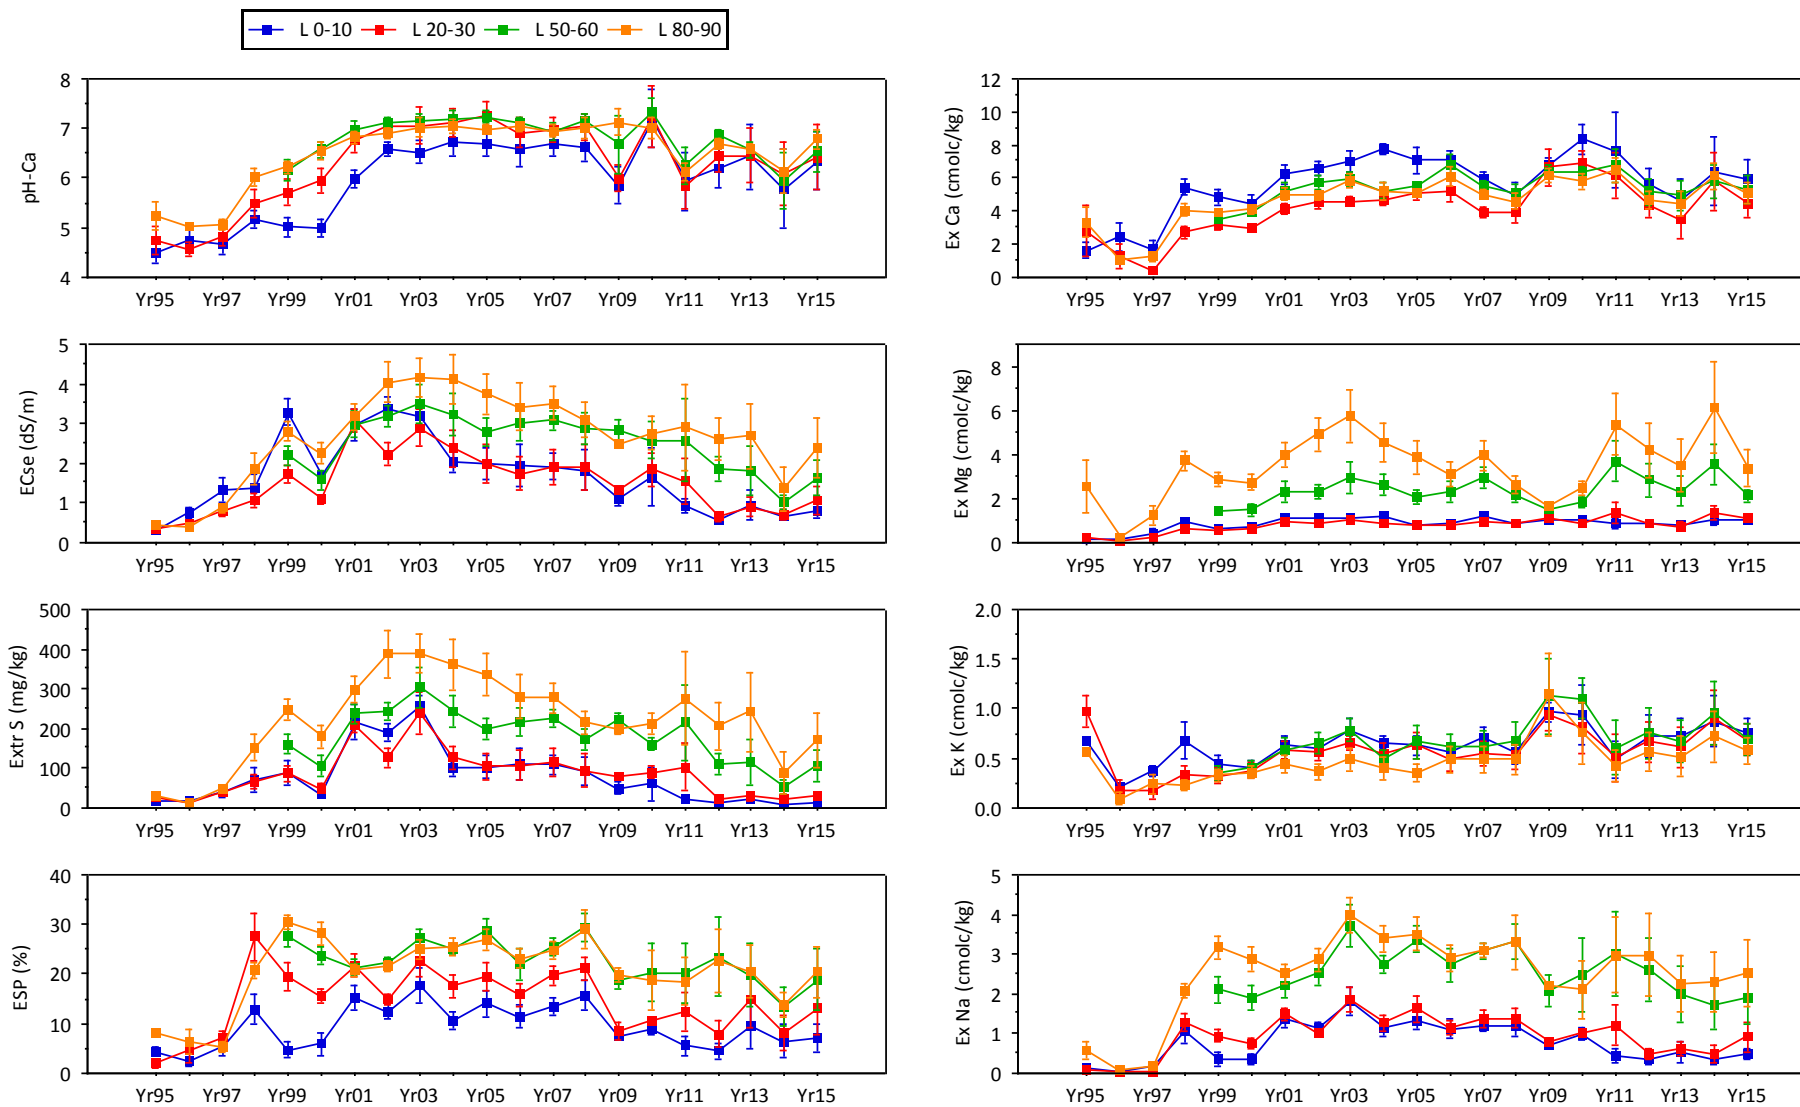 L 0-10 L 20-30 L 50-60 L 80-90
pH-Ca
8
7
6
5
4
Yr95 Yr97 Yr99 Yr01 Yr03 Yr05 Yr07 Yr09 Yr11 Yr13 Yr15
Ex Ca (cmolc/kg)
12
10
8
6
4
2
0
Yr95 Yr97 Yr99 Yr01 Yr03 Yr05 Yr07 Yr09 Yr11 Yr13 Yr15
ECse (dS/m)
5
4
3
2
1
0
Yr95 Yr97 Yr99 Yr01 Yr03 Yr05 Yr07 Yr09 Yr11 Yr13 Yr15
Ex Mg (cmolc/kg)
8
6
4
2
0
Yr95 Yr97 Yr99 Yr01 Yr03 Yr05 Yr07 Yr09 Yr11 Yr13 Yr15
Extr S (mg/kg)
500
400
300
200
100
0
Yr95 Yr97 Yr99 Yr01 Yr03 Yr05 Yr07 Yr09 Yr11 Yr13 Yr15
Ex K (cmolc/kg)
2.0
1.5
1.0
0.5
0.0
Yr95 Yr97 Yr99 Yr01 Yr03 Yr05 Yr07 Yr09 Yr11 Yr13 Yr15
ESP (%)
40
30
20
10
0
Yr95 Yr97 Yr99 Yr01 Yr03 Yr05 Yr07 Yr09 Yr11 Yr13 Yr15
Ex Na (cmolc/kg)
5
4
3
2
1
0
Yr95 Yr97 Yr99 Yr01 Yr03 Yr05 Yr07 Yr09 Yr11 Yr13 Yr15